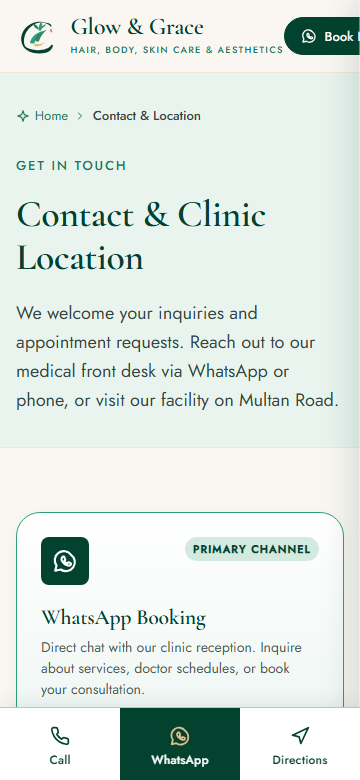 Glow & Grace
HAIR, BODY, SKIN CARE & AESTHETICS
Book
Home > Contact & Location
GET IN TOUCH
Contact & Clinic
Location
We welcome your inquiries and
appointment requests. Reach out to our
medical front desk via WhatsApp or
phone, or visit our facility on Multan Road.
PRIMARY CHANNEL
WhatsApp Booking
Direct chat with our clinic reception. Inquire
about services, doctor schedules, or book
your consultation.
Call
WhatsApp
Directions